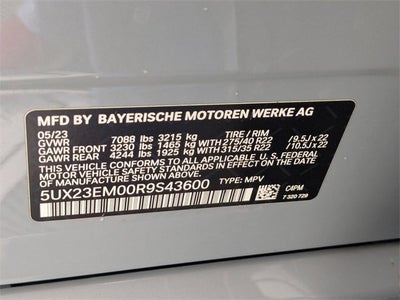 MFD BY BAYERISCHE MOTOREN WERKE AG
05/23 TIRE / RIM
GVWR 7088 lbs 3215 kg
GAWR FRONT 3230 lbs 1465 kg WITH 275/40 R22 / 9.5J x 22
GAWR REAR 4244 lbs 1925 kg WITH 315/35 R22 / 10.5J x 22
THIS VEHICLE CONFORMS TO ALL APPLICABLE
FEDERAL MOTOR VEHICLE SAFETY STANDARDS
IN EFFECT ON THE DATE OF MANUFACTURE SHOWN ABOVE.
5UX23EM00R9S43600 TYPE: MPV
C4PM
7 320 729